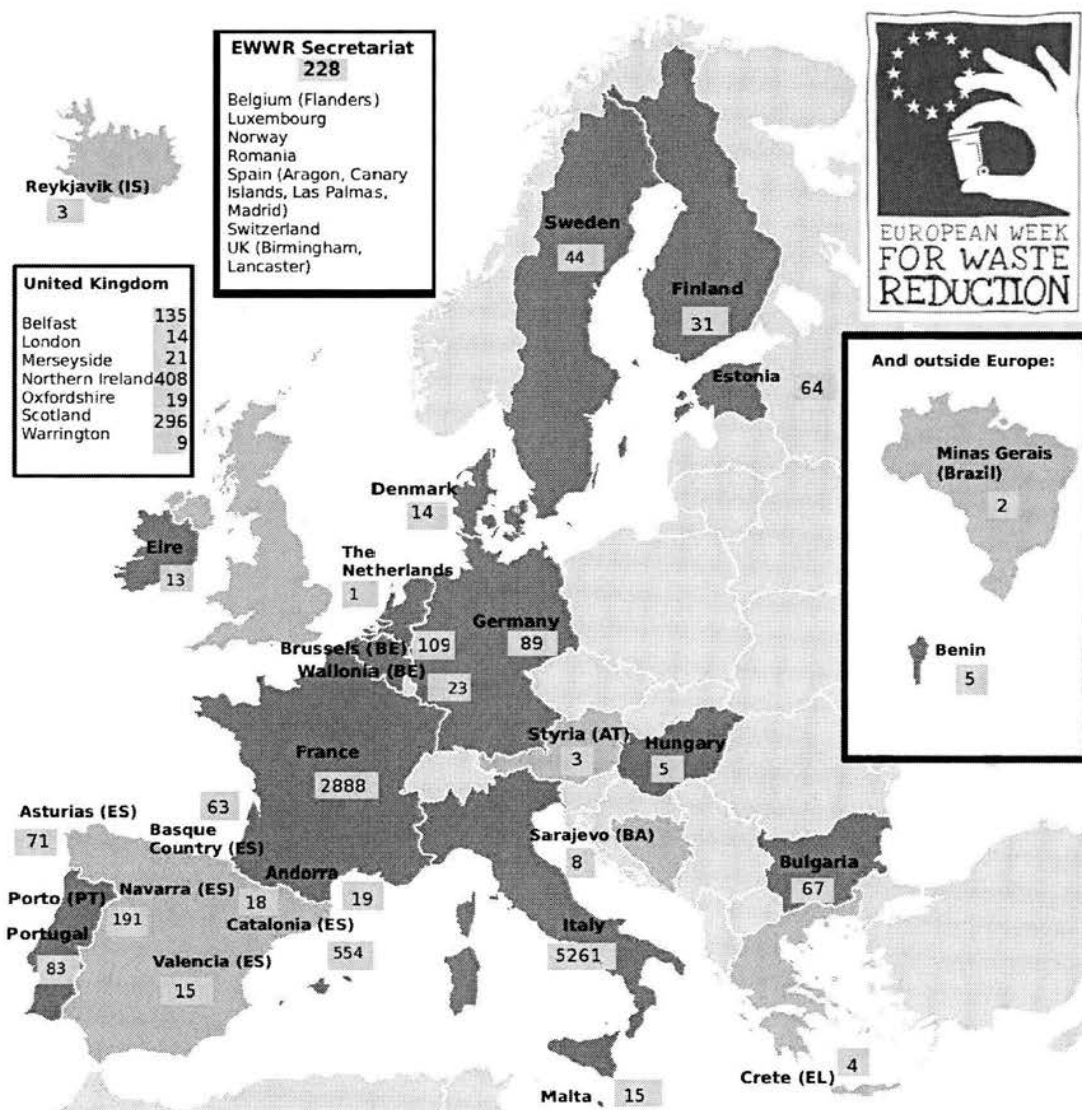 EWWR Secretariat
228
Belgium (Flanders)
Luxembourg
Norway
Romania
Spain (Aragon, Canary
Islands, Las Palmas,
Madrid)
Switzerland
UK (Birmingham,
Lancaster)
EUROPEAN WEEK
FOR WASTE
REDUCTION
Reykjavik (IS)
3
United Kingdom
Belfast 135
London 14
Merseyside 21
Northern Ireland 408
Oxfordshire 19
Scotland 296
Warrington 9
Sweden
44
Finland
31
Estonia
64
And outside Europe:
Minas Gerais
(Brazil)
2
Benin
5
Denmark
14
Eire
13
The
Netherlands
1
Germany
89
Brussels (BE) 109
Wallonia (BE)
23
France
2888
Styria (AT)
3
Hungary
5
Asturias (ES)
71
63
Basque
Country (ES)
Sarajevo (BA)
8
Bulgaria
67
Andorra
19
Porto (PT)
191
Navarra (ES)
18
Catalonia (ES)
554
Portugal
83
Valencia (ES)
15
Italy
5261
Crete (EL)
4
Malta 15